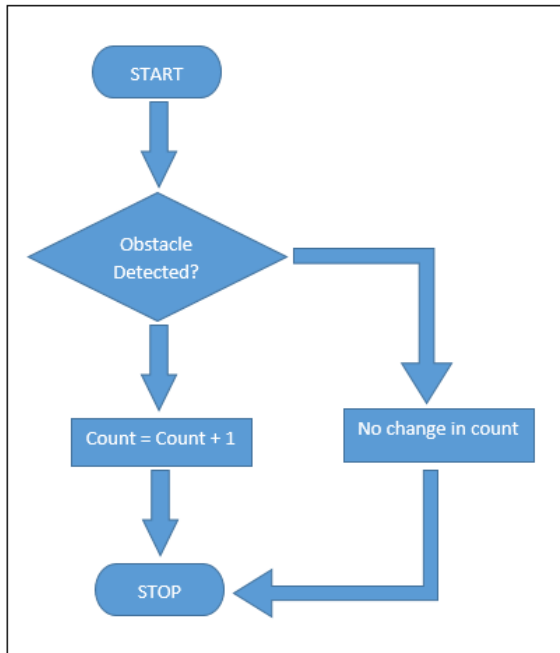 START
Obstacle
Detected?
Count = Count + 1
No change in count
STOP